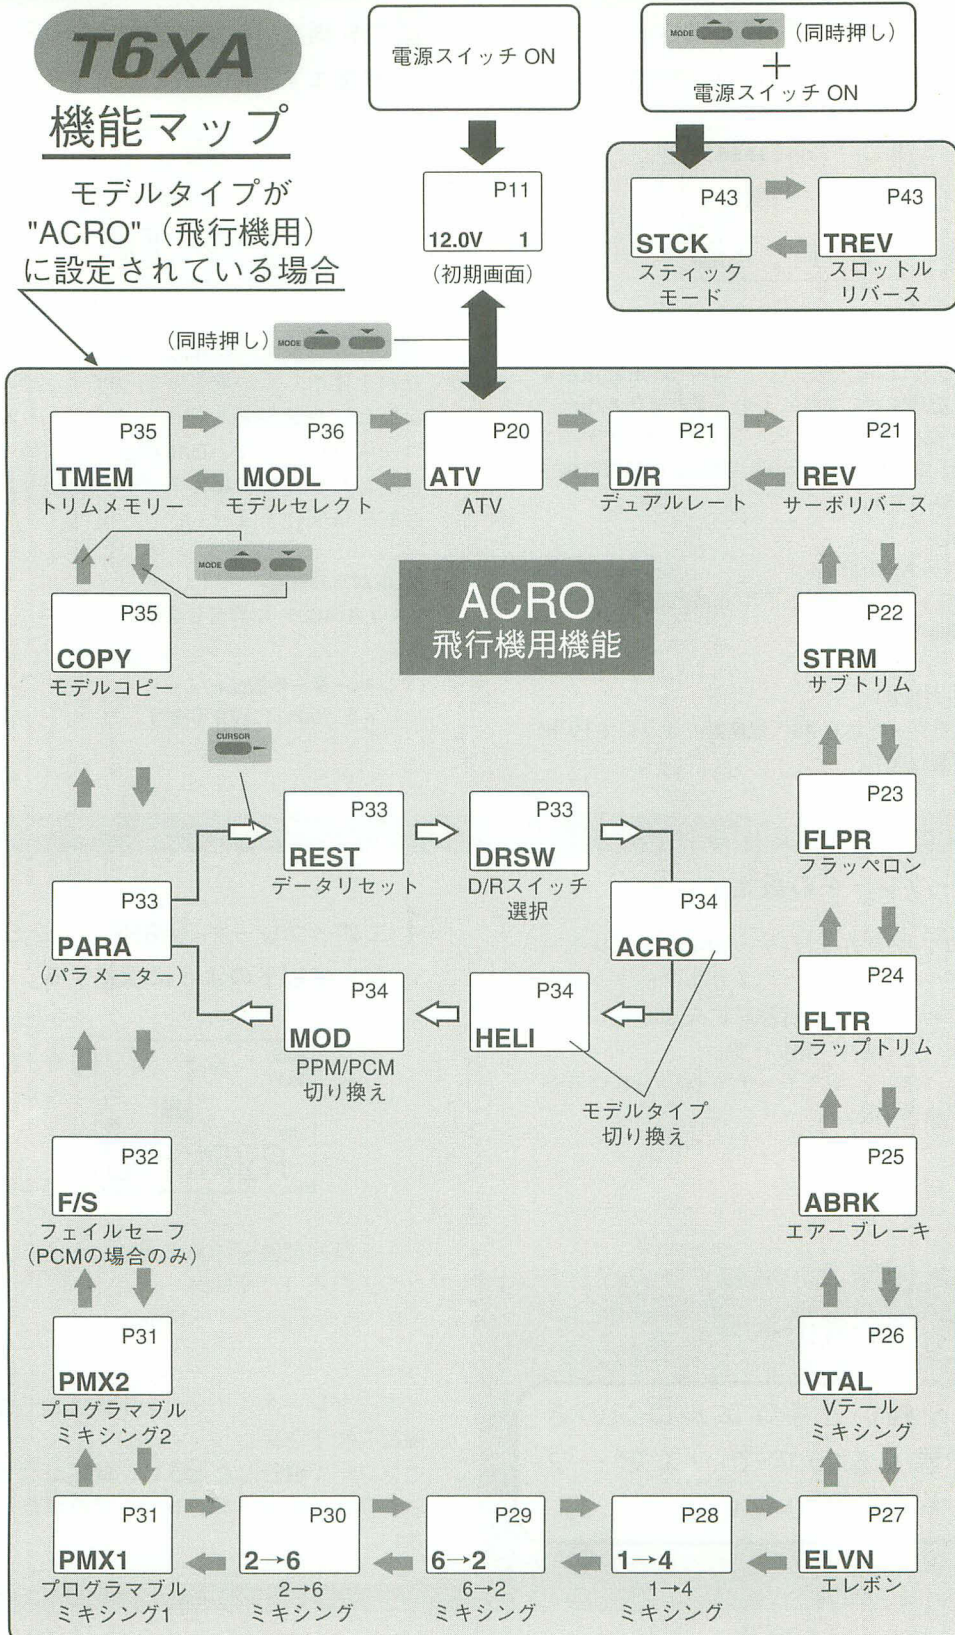 T6XA
機能マップ
モデルタイプが
"ACRO"（飛行機用）
に設定されている場合
電源スイッチ ON
MODE
(同時押し)
＋
電源スイッチ ON
P11
12.0V 1
(初期画面)
P43
STCK
スティック
モード
P43
TREV
スロットル
リバース
(同時押し)
MODE
P35
TMEM
トリムメモリー
P36
MODL
モデルセレクト
P20
ATV
ATV
P21
D/R
デュアルレート
P21
REV
サーボリバース
MODE
P35
COPY
モデルコピー
ACRO
飛行機用機能
P22
STRM
サブトリム
CURSOR
P23
FLPR
フラッペロン
P33
REST
データリセット
P33
DRSW
D/Rスイッチ
選択
P33
PARA
(パラメーター)
P34
ACRO
P34
MOD
PPM/PCM
切り換え
P34
HELI
モデルタイプ
切り換え
P24
FLTR
フラップトリム
P32
F/S
フェイルセーフ
(PCMの場合のみ)
P25
ABRK
エアーブレーキ
P31
PMX2
プログラマブル
ミキシング2
P26
VTAL
Vテール
ミキシング
P31
PMX1
プログラマブル
ミキシング1
P30
2→6
2→6
ミキシング
P29
6→2
6→2
ミキシング
P28
1→4
1→4
ミキシング
P27
ELVN
エレボン